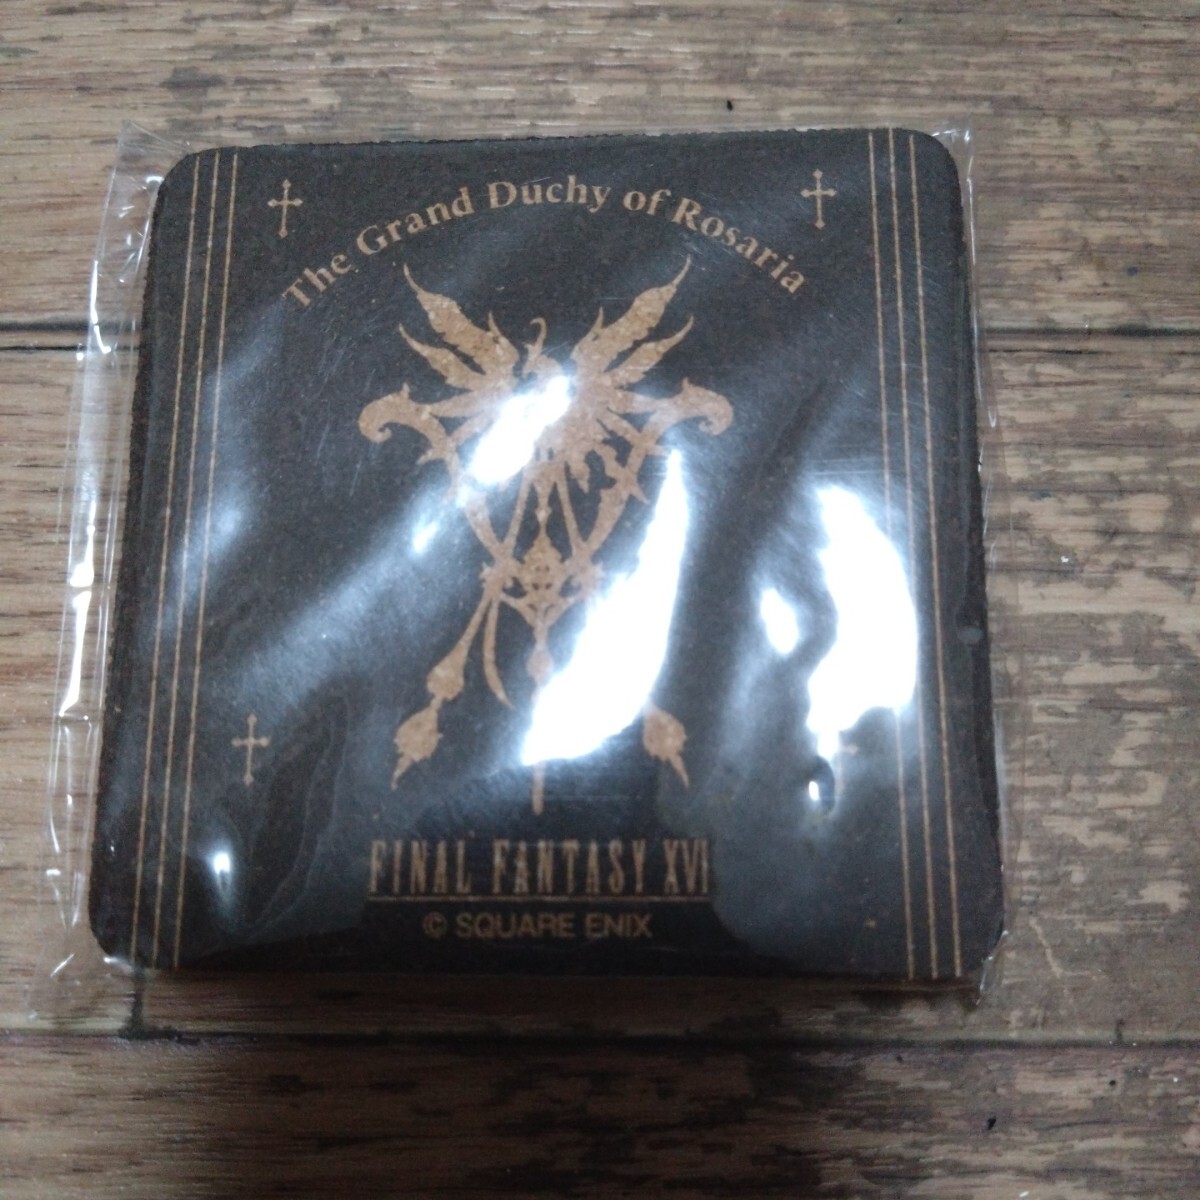 The Grand Duchy of Rosaria
FINAL FANTASY XVI
© SQUARE ENIX